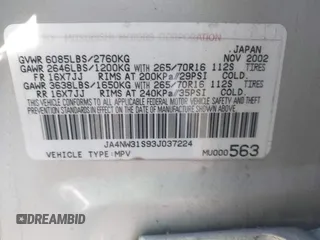 JAPAN
GVWR 6085LBS/2760KG NOV 2002
GAWR 2646LBS/1200KG WITH 265/70R16 112S TIRES
FR 16X7JJ RIMS AT 200KPa/29PSI COLD.
GAWR 3638LBS/1650KG WITH 265/70R16 112S TIRES
RR 16X7JJ RIMS AT 240KPa/35PSI COLD.
THIS VEHICLE CONFORMS TO ALL APPLICABLE
FEDERAL MOTOR VEHICLE SAFETY AND THEFT
PREVENTION STANDARDS IN EFFECT ON THE DATE
OF MANUFACTURE SHOWN ABOVE.
JA4NW31S93J037224
VEHICLE TYPE: MPV MU000563
DREAMBID